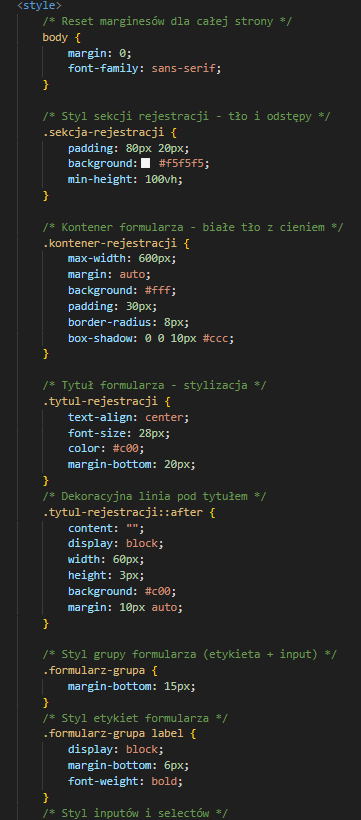 <style>
/* Reset marginesów dla całej strony */
body {
margin: 0;
font-family: sans-serif;
}
/* Styl sekcji rejestracji - tło i odstępy */
.sekcja-rejestracji {
padding: 80px 20px;
background: #f5f5f5;
min-height: 100vh;
}
/* Kontener formularza - białe tło z cieniem */
.kontener-rejestracji {
max-width: 600px;
margin: auto;
background: #fff;
padding: 30px;
border-radius: 8px;
box-shadow: 0 0 10px #ccc;
}
/* Tytuł formularza - stylizacja */
.tytul-rejestracji {
text-align: center;
font-size: 28px;
color: #c00;
margin-bottom: 20px;
}
/* Dekoracyjna linia pod tytułem */
.tytul-rejestracji::after {
content: "";
display: block;
width: 60px;
height: 3px;
background: #c00;
margin: 10px auto;
}
/* Styl grupy formularza (etykieta + input) */
.formularz-grupa {
margin-bottom: 15px;
}
/* Styl etykiet formularza */
.formularz-grupa label {
display: block;
margin-bottom: 6px;
font-weight: bold;
}
/* Styl inputów i selectów */